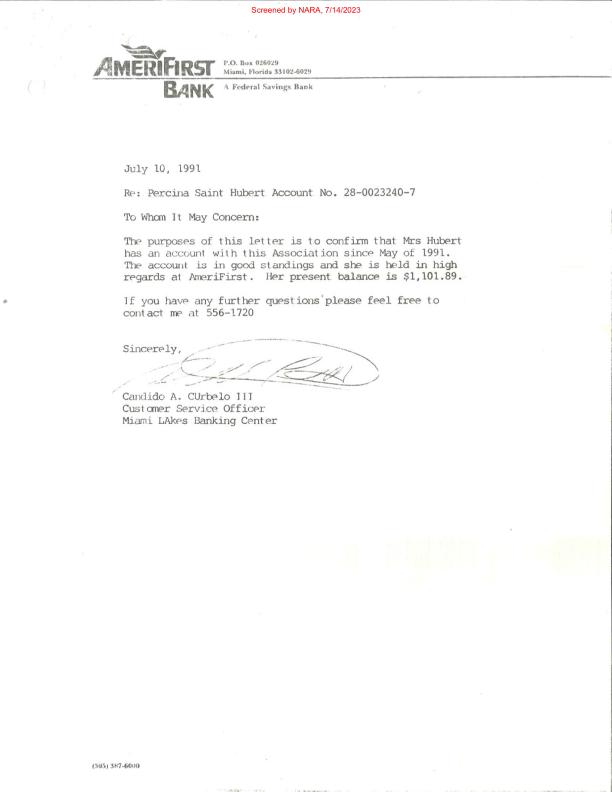 Screened by NARA, 7/14/2023
AMERIFIRST
BANK
P.O. Box 026029
Miami, Florida 33102-6029
A Federal Savings Bank
July 10, 1991
Re: Percina Saint Hubert Account No. 28-0023240-7
To Whom It May Concern:
The purposes of this letter is to confirm that Mrs Hubert
has an account with this Association since May of 1991.
The account is in good standings and she is held in high
regards at AmeriFirst. Her present balance is $1,101.89.
If you have any further questions please feel free to
contact me at 556-1720
Sincerely,
Candido A. CUrbelo III
Customer Service Officer
Miami LAkes Banking Center
(305) 387-6000